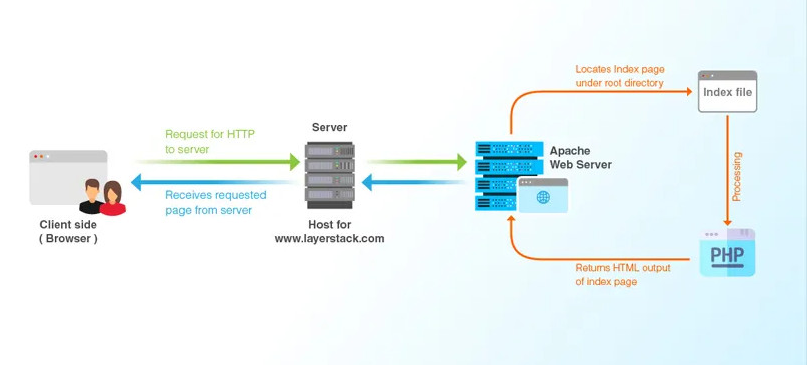 Request for HTTP
to server
Receives requested
page from server
Client side
( Browser )
Server
Host for
www.layerstack.com
Apache
Web Server
Locates Index page
under root directory
Index file
Processing
PHP
Returns HTML output
of index page